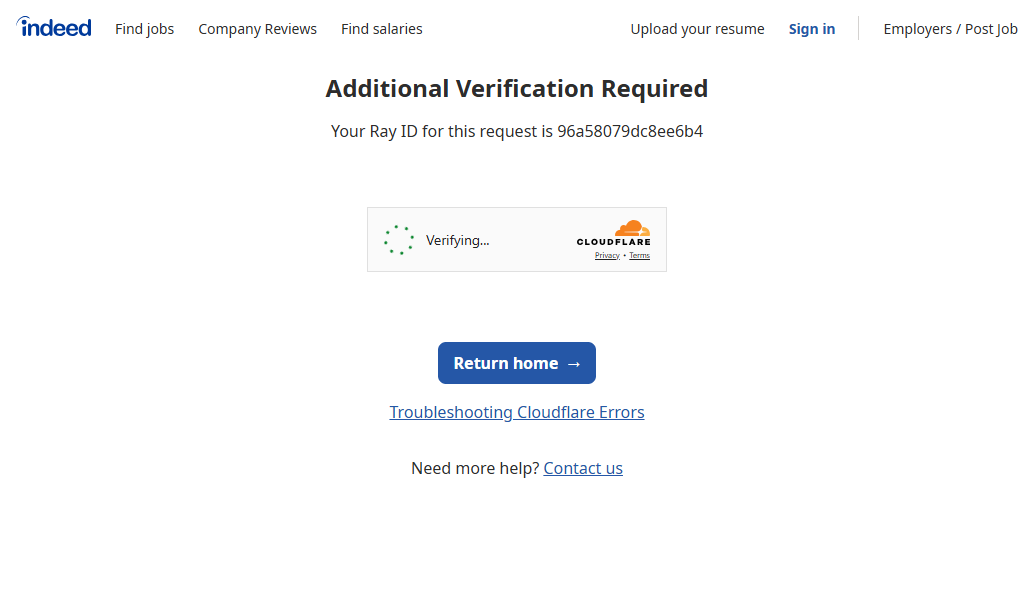 indeed Find jobs Company Reviews Find salaries Upload your resume Sign in Employers / Post Job
Additional Verification Required
Your Ray ID for this request is 96a58079dc8ee6b4
Verifying...
CLOUDFLARE
Privacy • Terms
Return home →
Troubleshooting Cloudflare Errors
Need more help? Contact us